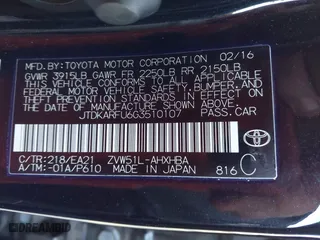 MFD. BY: TOYOTA MOTOR CORPORATION 02/16
GVWR 3915LB GAWR FR 2250LB RR 2150LB
THIS VEHICLE CONFORMS TO ALL APPLICABLE
FEDERAL MOTOR VEHICLE SAFETY, BUMPER, AND
THEFT PREVENTION STANDARDS IN EFFECT ON THE DATE
OF MANUFACTURE SHOWN ABOVE.
JTDKARFU6G3510107 PASS. CAR
C/TR:218/EA21 ZVW51L-AHXHBA
A/TM:-01A/P610 MADE IN JAPAN 816C
TOYOTA